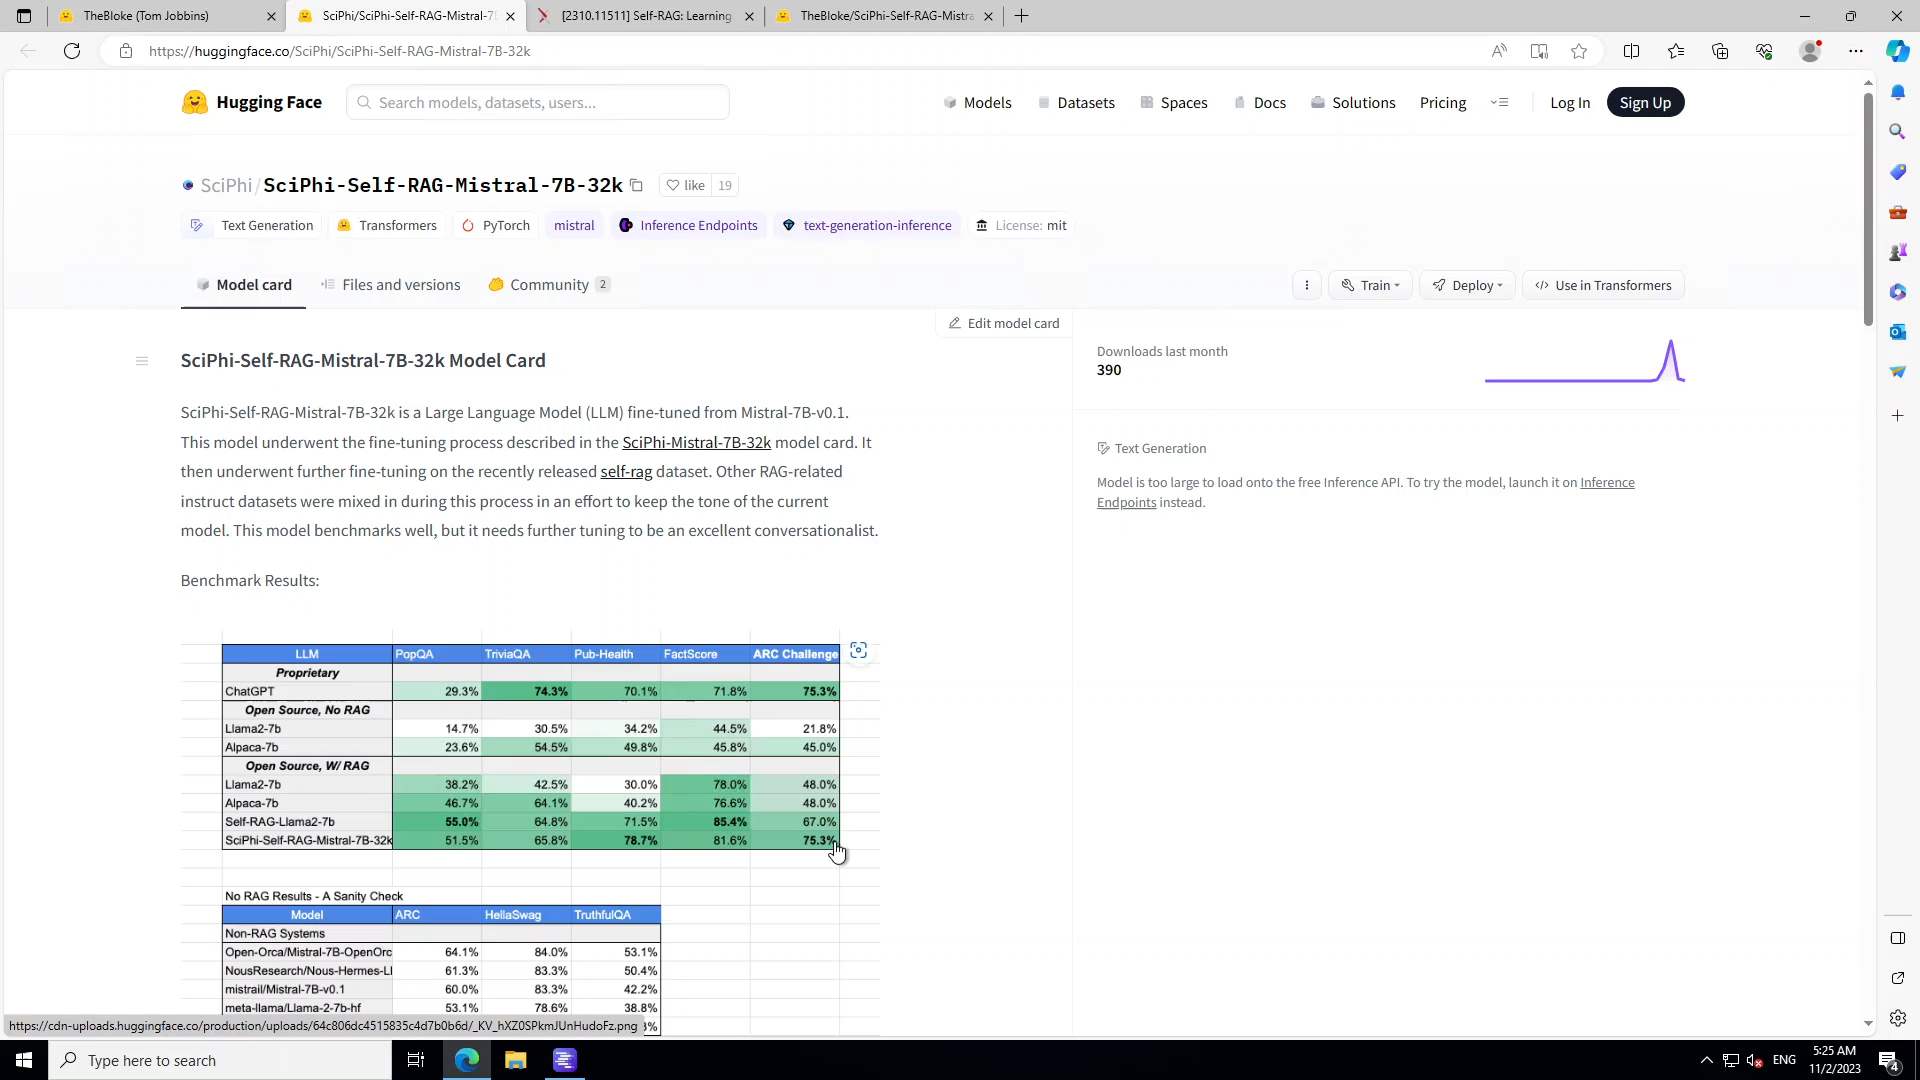 TheBloke (Tom Jobbins)
SciPhi/SciPhi-Self-RAG-Mistral-7
[2310.11511] Self-RAG: Learning
TheBloke/SciPhi-Self-RAG-Mistra
https://huggingface.co/SciPhi/SciPhi-Self-RAG-Mistral-7B-32k
Hugging Face
Search models, datasets, users...
Models
Datasets
Spaces
Docs
Solutions
Pricing
Log In
Sign Up
SciPhi/SciPhi-Self-RAG-Mistral-7B-32k
like 19
Text Generation
Transformers
PyTorch
mistral
Inference Endpoints
text-generation-inference
License: mit
Model card
Files and versions
Community 2
Train
Deploy
</> Use in Transformers
Edit model card
SciPhi-Self-RAG-Mistral-7B-32k Model Card
SciPhi-Self-RAG-Mistral-7B-32k is a Large Language Model (LLM) fine-tuned from Mistral-7B-v0.1.
This model underwent the fine-tuning process described in the SciPhi-Mistral-7B-32k model card. It
then underwent further fine-tuning on the recently released self-rag dataset. Other RAG-related
instruct datasets were mixed in during this process in an effort to keep the tone of the current
model. This model benchmarks well, but it needs further tuning to be an excellent conversationalist.
Benchmark Results:
Downloads last month
390
Text Generation
Model is too large to load onto the free Inference API. To try the model, launch it on Inference
Endpoints instead.
LLM PopQA TriviaQA Pub-Health FactScore ARC Challenge
Proprietary
ChatGPT 29.3% 74.3% 70.1% 71.8% 75.3%
Open Source, No RAG
Llama2-7b 14.7% 30.5% 34.2% 44.5% 21.8%
Alpaca-7b 23.6% 54.5% 49.8% 45.8% 45.0%
Open Source, W/ RAG
Llama2-7b 38.2% 42.5% 30.0% 78.0% 48.0%
Alpaca-7b 46.7% 64.1% 40.2% 76.6% 48.0%
Self-RAG-Llama2-7b 55.0% 64.8% 71.5% 85.4% 67.0%
SciPhi-Self-RAG-Mistral-7B-32k 51.5% 65.8% 78.7% 81.6% 75.3%
No RAG Results - A Sanity Check
Model ARC HellaSwag TruthfulQA
Non-RAG Systems
Open-Orca/Mistral-7B-OpenOrc 64.1% 84.0% 53.1%
NousResearch/Nous-Hermes-Ll 61.3% 83.3% 50.4%
mistrail/Mistral-7B-v0.1 60.0% 83.3% 42.2%
meta-llama/Llama-2-7b-hf 53.1% 78.6% 38.8%
https://cdn-uploads.huggingface.co/production/uploads/64c806dc4515835c4d7b0b6d/_KV_hXZ0SPkmJUnHudoFz.png
Type here to search
ENG
5:25 AM
11/2/2023
4